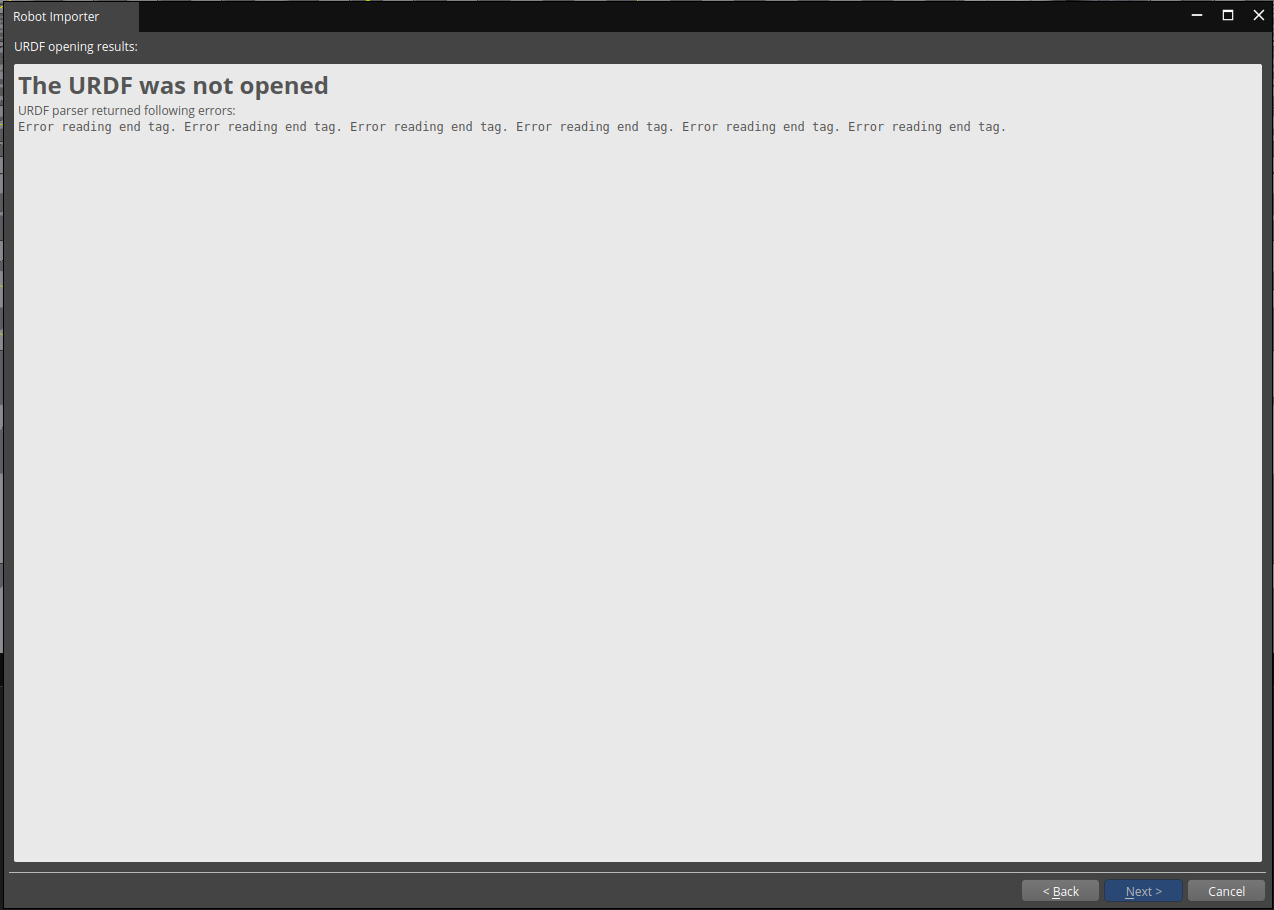 Robot Importer
URDF opening results:
The URDF was not opened
URDF parser returned following errors:
Error reading end tag. Error reading end tag. Error reading end tag. Error reading end tag. Error reading end tag. Error reading end tag.
< Back Next > Cancel